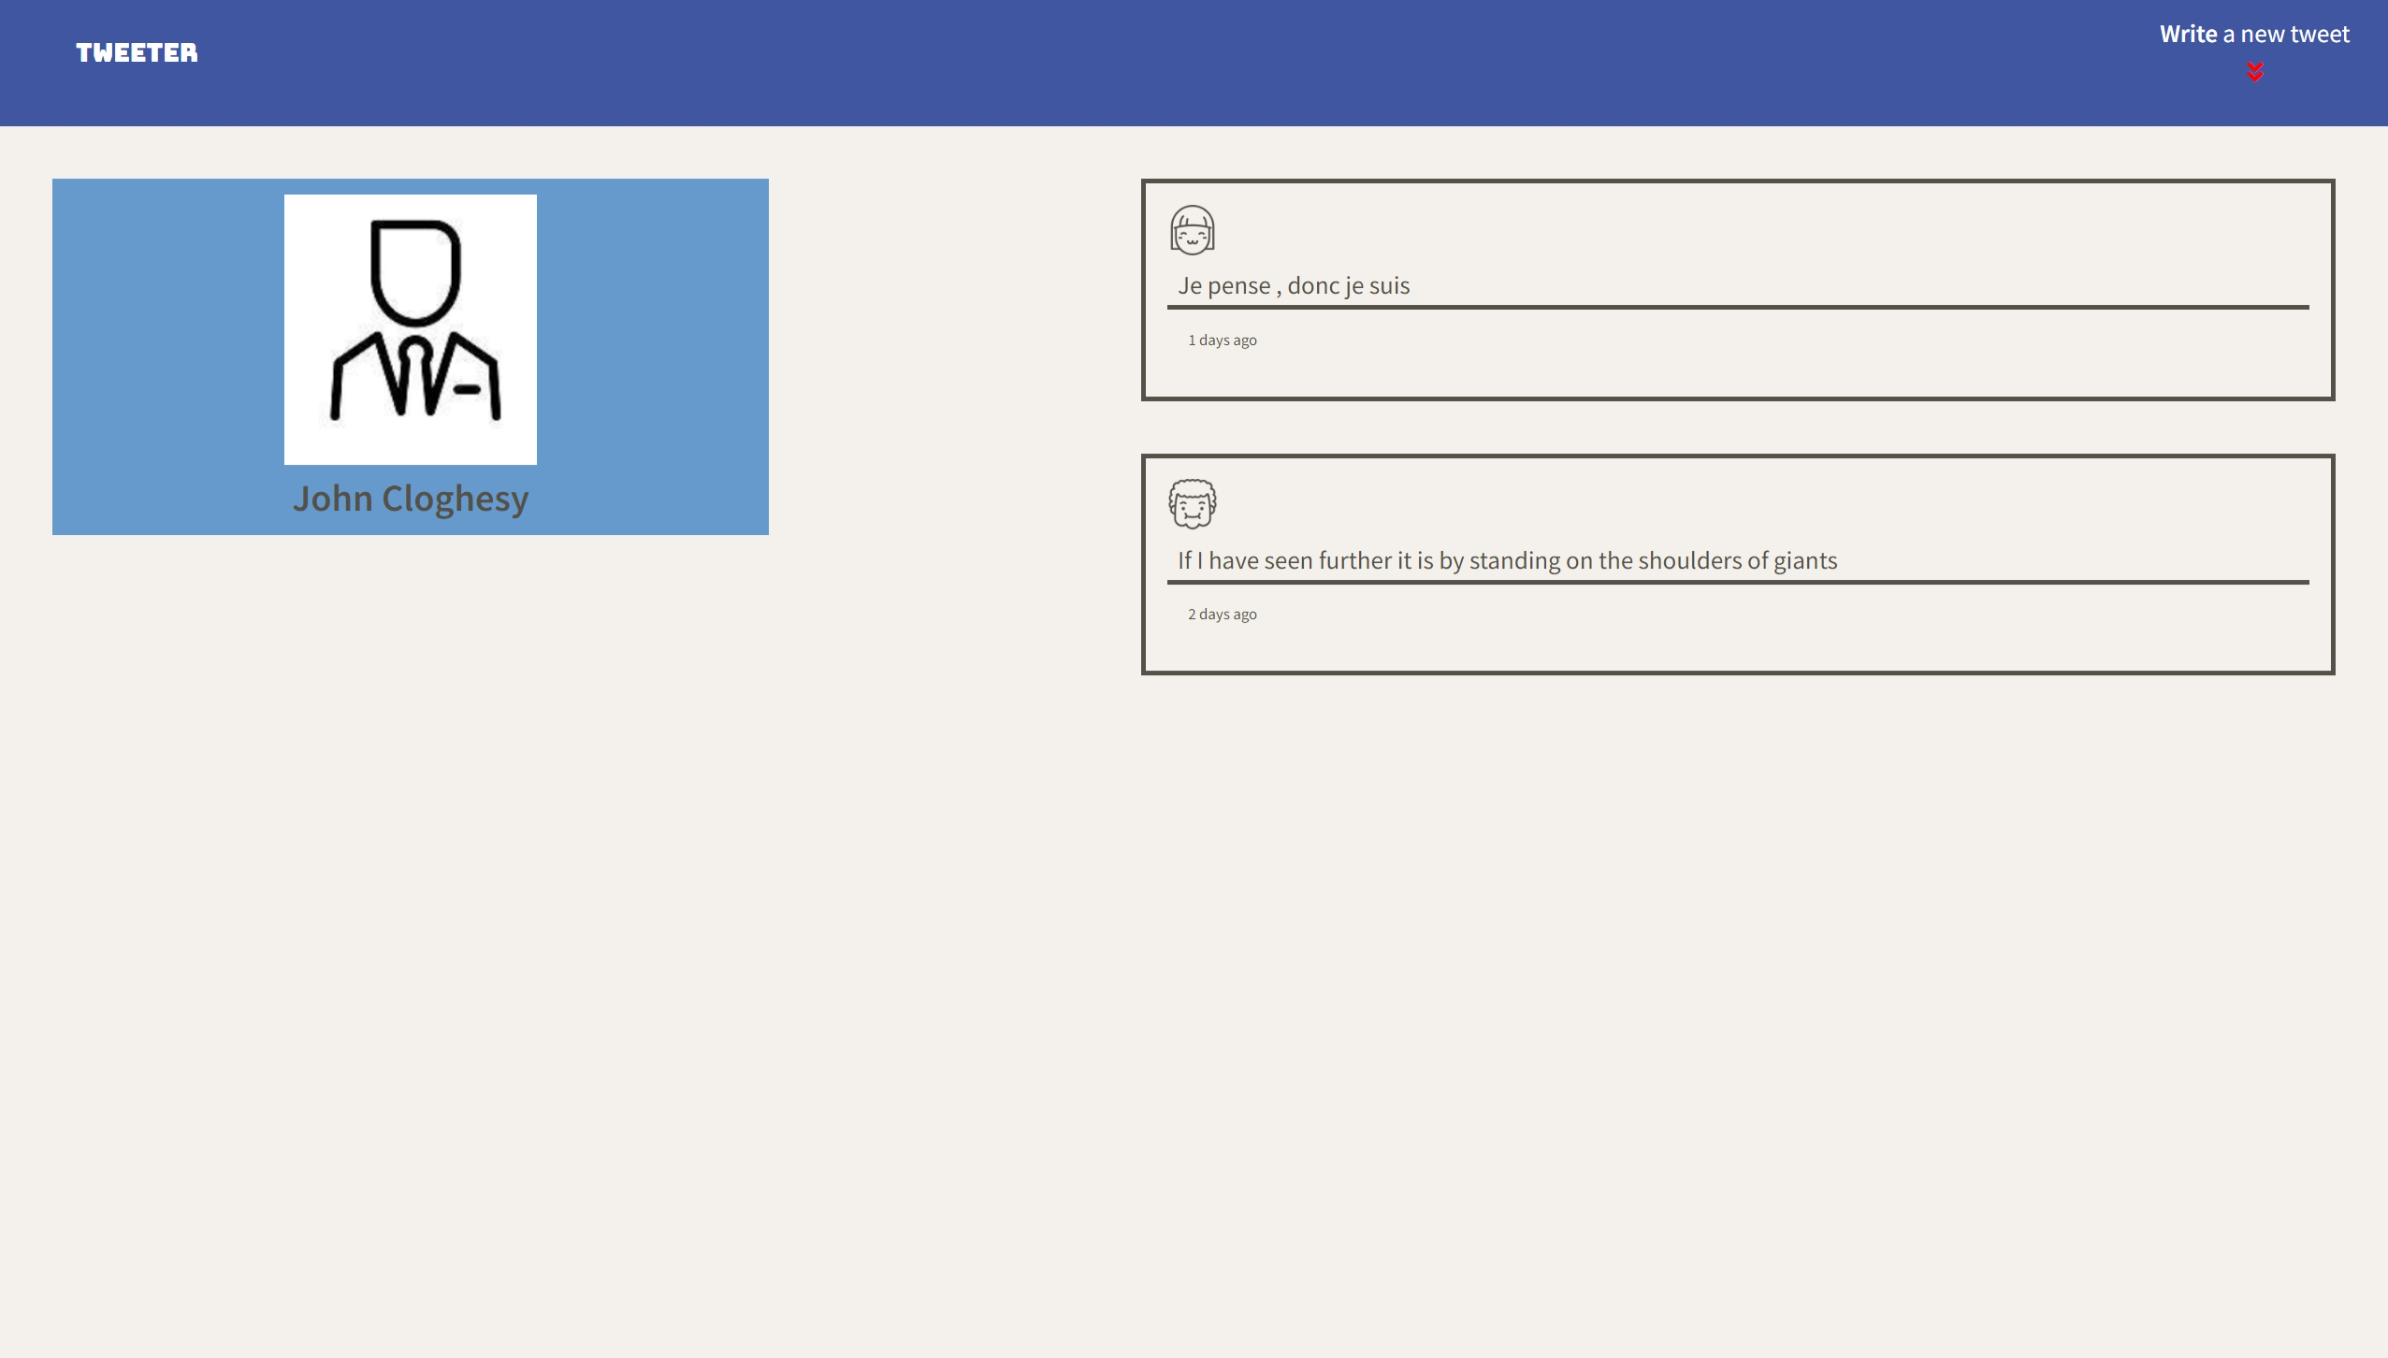 TWEETER
Write a new tweet
John Cloghesy
Je pense , donc je suis
1 days ago
If I have seen further it is by standing on the shoulders of giants
2 days ago